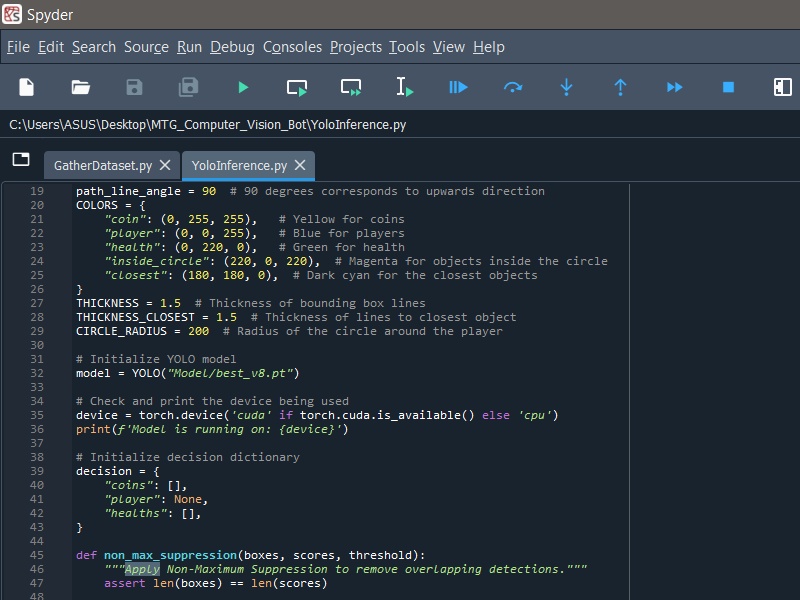 Spyder
File Edit Search Source Run Debug Consoles Projects Tools View Help
C:\Users\ASUS\Desktop\MTG_Computer_Vision_Bot\YoloInference.py
GatherDataset.py YoloInference.py
19 path_line_angle = 90  # 90 degrees corresponds to upwards direction
20 COLORS = {
21     "coin": (0, 255, 255),   # Yellow for coins
22     "player": (0, 0, 255),   # Blue for players
23     "health": (0, 220, 0),   # Green for health
24     "inside_circle": (220, 0, 220),  # Magenta for objects inside the circle
25     "closest": (180, 180, 0),  # Dark cyan for the closest objects
26 }
27 THICKNESS = 1.5  # Thickness of bounding box lines
28 THICKNESS_CLOSEST = 1.5  # Thickness of lines to closest object
29 CIRCLE_RADIUS = 200  # Radius of the circle around the player
30
31 # Initialize YOLO model
32 model = YOLO("Model/best_v8.pt")
33
34 # Check and print the device being used
35 device = torch.device('cuda' if torch.cuda.is_available() else 'cpu')
36 print(f'Model is running on: {device}')
37
38 # Initialize decision dictionary
39 decision = {
40     "coins": [],
41     "player": None,
42     "healths": [],
43 }
44
45 def non_max_suppression(boxes, scores, threshold):
46     """Apply Non-Maximum Suppression to remove overlapping detections."""
47     assert len(boxes) == len(scores)
48